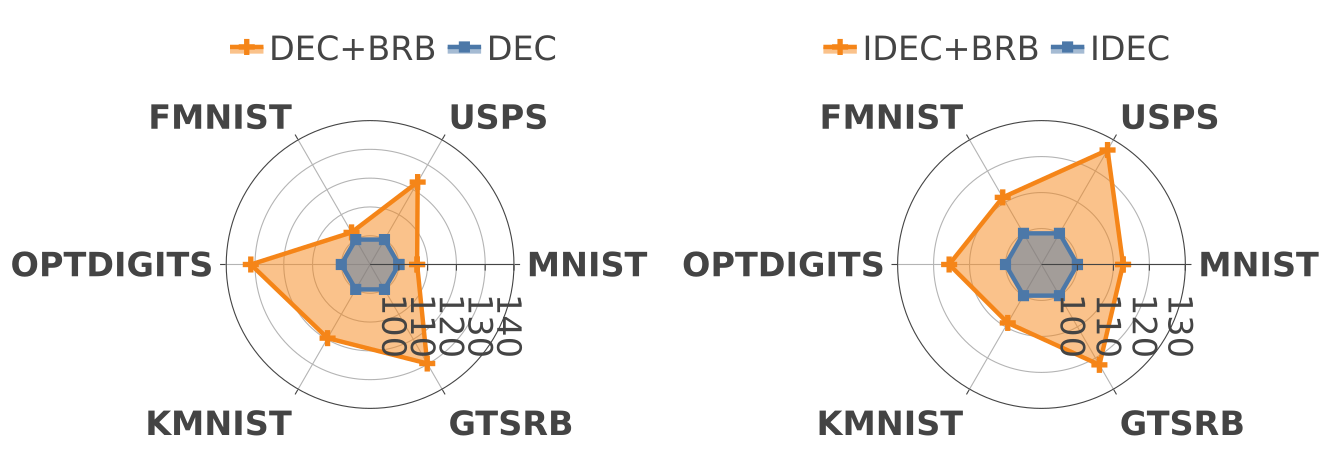 DEC+BRB DEC
FMNIST USPS
OPTDIGITS MNIST
100 110 120 130 140
KMNIST GTSRB
IDEC+BRB IDEC
FMNIST USPS
OPTDIGITS MNIST
100 110 120 130
KMNIST GTSRB